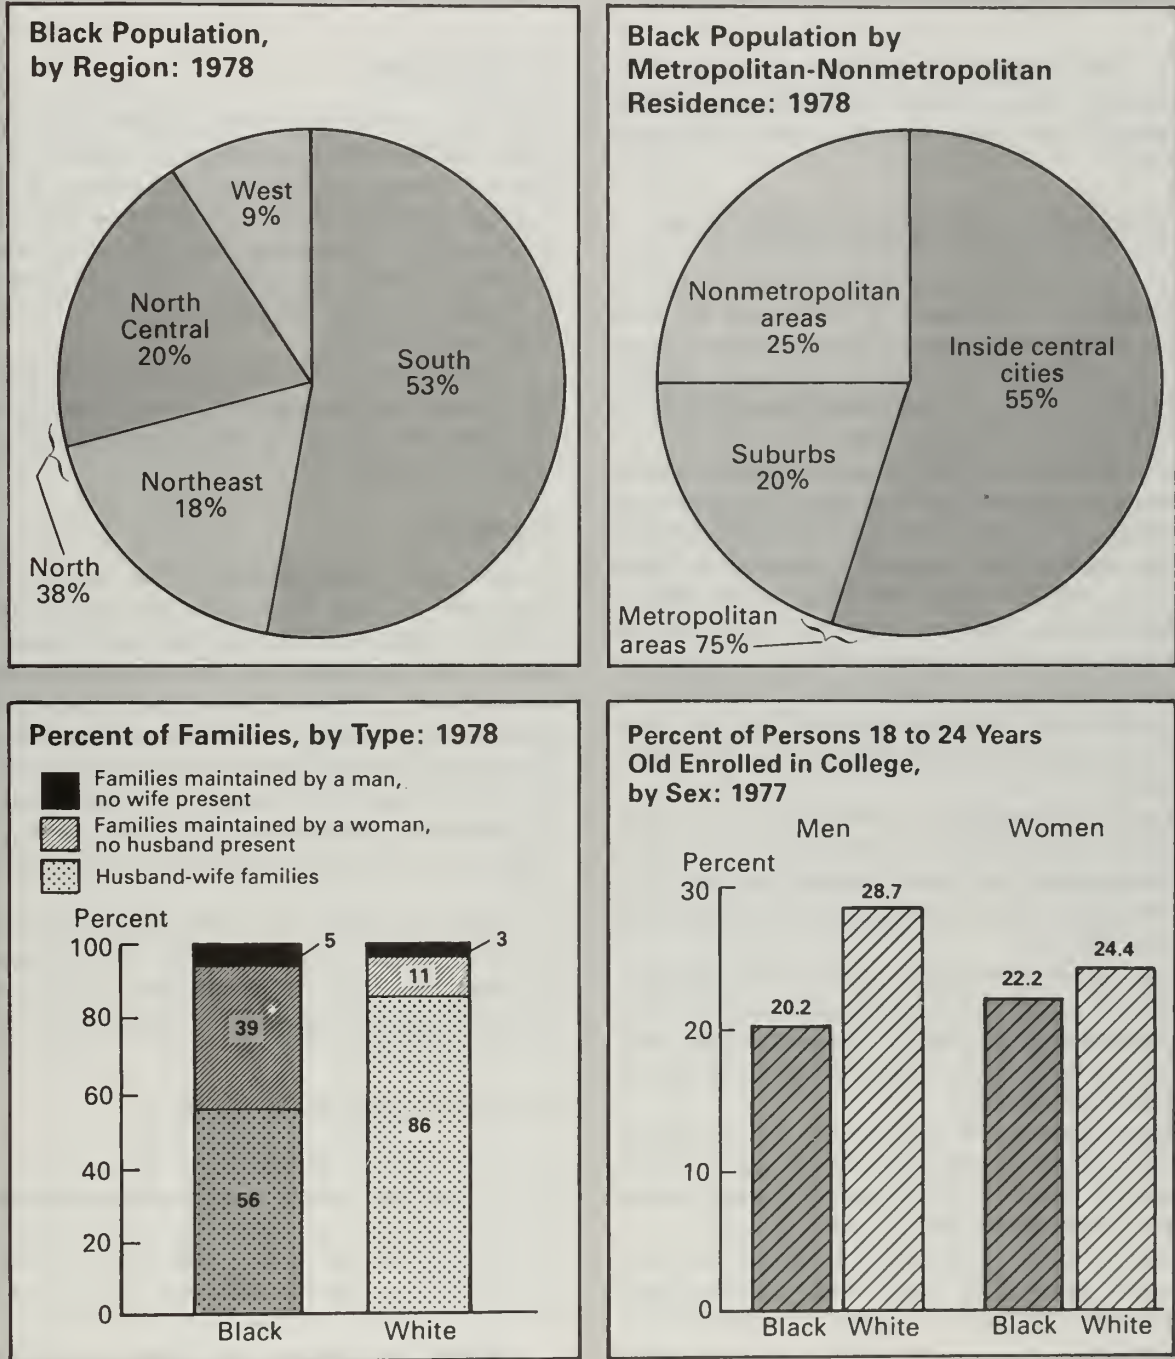 Black Population,
by Region: 1978
West
9%
North
Central
20%
South
53%
Northeast
18%
North
38%
Black Population by
Metropolitan-Nonmetropolitan
Residence: 1978
Nonmetropolitan
areas
25%
Inside central
cities
55%
Suburbs
20%
Metropolitan
areas 75%
Percent of Families, by Type: 1978
Families maintained by a man,
no wife present
Families maintained by a woman,
no husband present
Husband-wife families
Percent
100
80
60
40
20
0
5
39
56
3
11
86
Black
White
Percent of Persons 18 to 24 Years
Old Enrolled in College,
by Sex: 1977
Men
Women
Percent
30
20
10
0
20.2
28.7
22.2
24.4
Black
White
Black
White